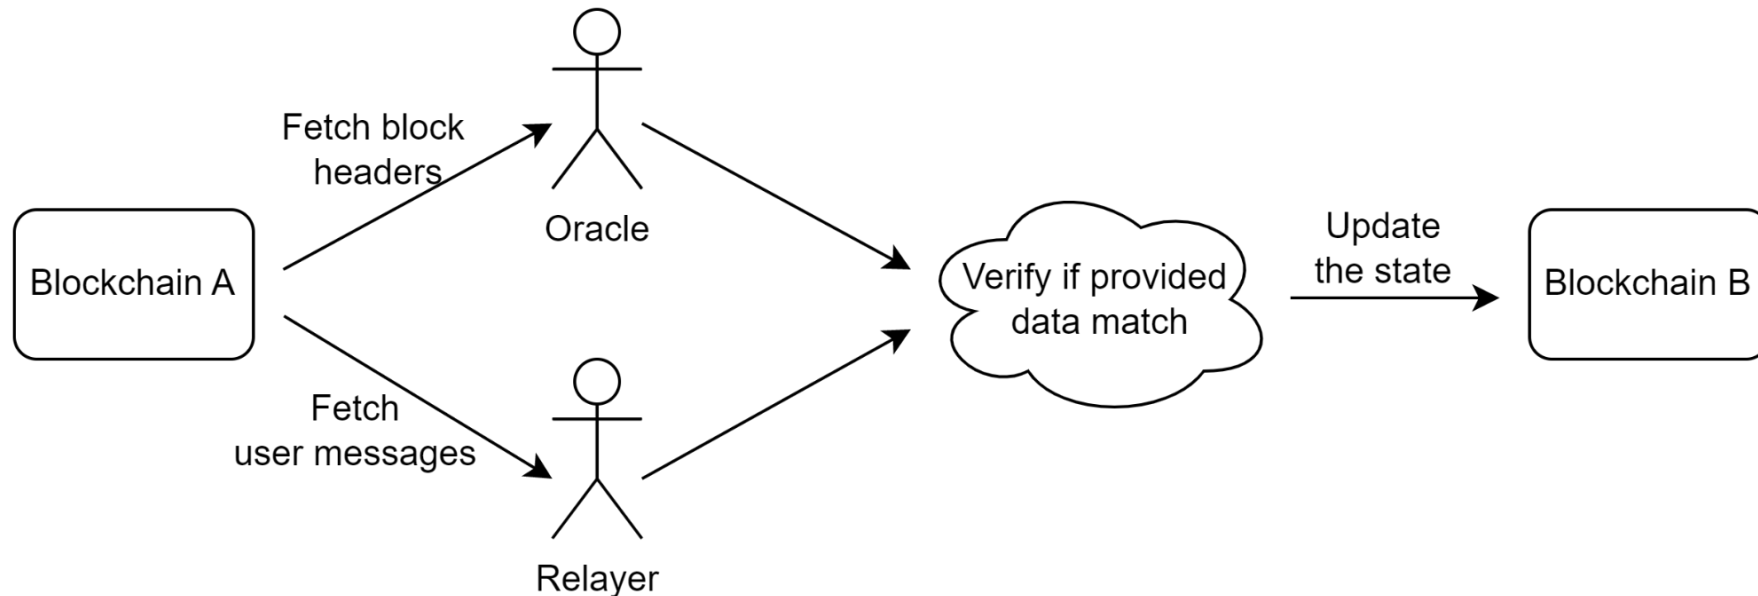 Fetch block
headers
Oracle
Blockchain A
Verify if provided
data match
Update
the state
Blockchain B
Fetch
user messages
Relayer